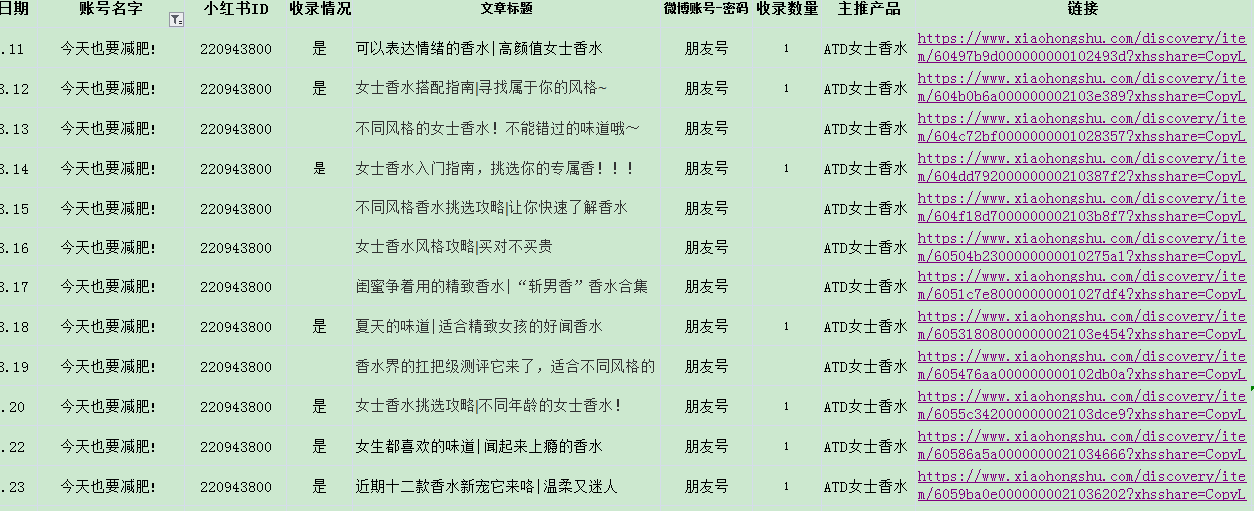 日期 账号名字 小红书ID 收录情况 文章标题 微博账号-密码 收录数量 主推产品 链接
.11 今天也要减肥! 220943800 是 可以表达情绪的香水|高颜值女士香水 朋友号 1 ATD女士香水 https://www.xiaohongshu.com/discovery/ite
m/60497b9d000000000102493d?xhsshare=CopyL
3.12 今天也要减肥! 220943800 是 女士香水搭配指南|寻找属于你的风格~ 朋友号 1 ATD女士香水 https://www.xiaohongshu.com/discovery/ite
m/604b0b6a000000002103e389?xhsshare=CopyL
3.13 今天也要减肥! 220943800 不同风格的女士香水！不能错过的味道哦～ 朋友号 ATD女士香水 https://www.xiaohongshu.com/discovery/ite
m/604c72bf0000000001028357?xhsshare=CopyL
3.14 今天也要减肥! 220943800 是 女士香水入门指南，挑选你的专属香！！！ 朋友号 1 ATD女士香水 https://www.xiaohongshu.com/discovery/ite
m/604dd79200000000210387f2?xhsshare=CopyL
3.15 今天也要减肥! 220943800 不同风格香水挑选攻略|让你快速了解香水 朋友号 ATD女士香水 https://www.xiaohongshu.com/discovery/ite
m/604f18d7000000002103b8f7?xhsshare=CopyL
3.16 今天也要减肥! 220943800 女士香水风格攻略|买对不买贵 朋友号 ATD女士香水 https://www.xiaohongshu.com/discovery/ite
m/60504b2300000000010275a1?xhsshare=CopyL
3.17 今天也要减肥! 220943800 闺蜜争着用的精致香水|“斩男香”香水合集 朋友号 ATD女士香水 https://www.xiaohongshu.com/discovery/ite
m/6051c7e80000000001027df4?xhsshare=CopyL
3.18 今天也要减肥! 220943800 是 夏天的味道|适合精致女孩的好闻香水 朋友号 1 ATD女士香水 https://www.xiaohongshu.com/discovery/ite
m/60531808000000002103e454?xhsshare=CopyL
3.19 今天也要减肥! 220943800 香水界的扛把级测评它来了，适合不同风格的 朋友号 ATD女士香水 https://www.xiaohongshu.com/discovery/ite
m/605476aa000000000102db0a?xhsshare=CopyL
.20 今天也要减肥! 220943800 是 女士香水挑选攻略|不同年龄的女士香水！ 朋友号 1 ATD女士香水 https://www.xiaohongshu.com/discovery/ite
m/6055c342000000002103dce9?xhsshare=CopyL
.22 今天也要减肥! 220943800 是 女生都喜欢的味道|闻起来上瘾的香水 朋友号 1 ATD女士香水 https://www.xiaohongshu.com/discovery/ite
m/60586a5a0000000021034666?xhsshare=CopyL
.23 今天也要减肥! 220943800 是 近期十二款香水新宠它来咯|温柔又迷人 朋友号 1 ATD女士香水 https://www.xiaohongshu.com/discovery/ite
m/6059ba0e0000000021036202?xhsshare=CopyL